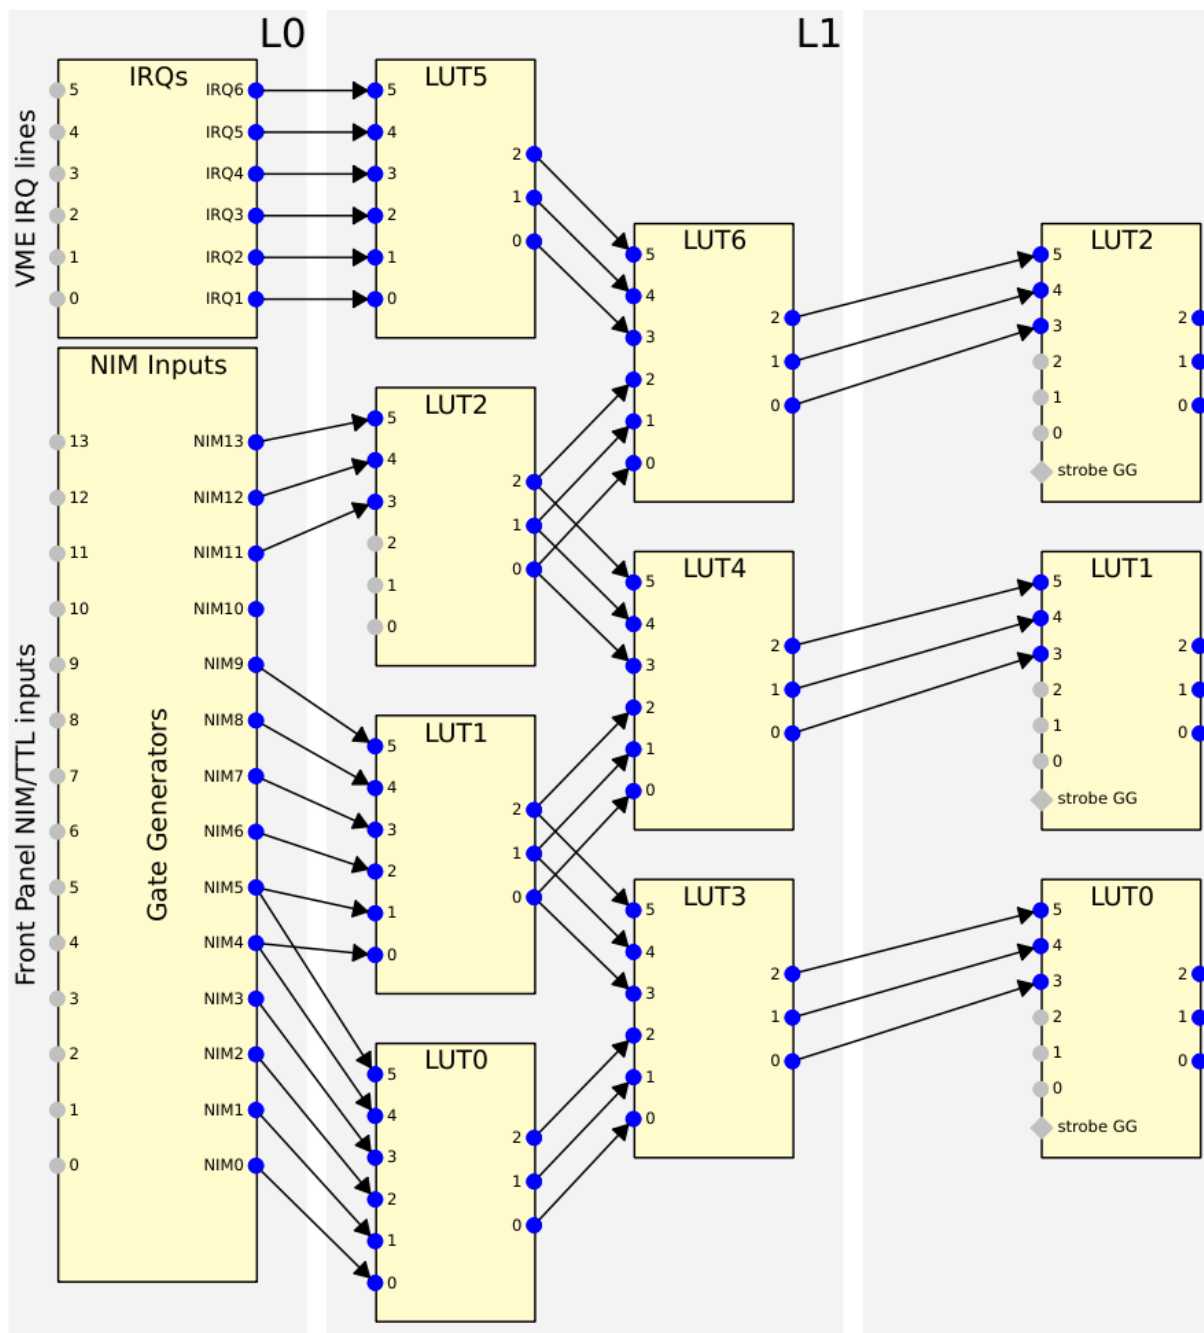 L0
L1
VME IRQ lines
IRQs
5
4
3
2
1
0
IRQ6
IRQ5
IRQ4
IRQ3
IRQ2
IRQ1
Front Panel NIM/TTL inputs
NIM Inputs
Gate Generators
13
12
11
10
9
8
7
6
5
4
3
2
1
0
NIM13
NIM12
NIM11
NIM10
NIM9
NIM8
NIM7
NIM6
NIM5
NIM4
NIM3
NIM2
NIM1
NIM0
LUT5
5
4
3
2
1
0
2
1
0
LUT2
5
4
3
2
1
0
2
1
0
LUT1
5
4
3
2
1
0
2
1
0
LUT0
5
4
3
2
1
0
2
1
0
LUT6
5
4
3
2
1
0
2
1
0
LUT4
5
4
3
2
1
0
2
1
0
LUT3
5
4
3
2
1
0
2
1
0
LUT2
5
4
3
2
1
0
strobe GG
2
1
0
LUT1
5
4
3
2
1
0
strobe GG
2
1
0
LUT0
5
4
3
2
1
0
strobe GG
2
1
0